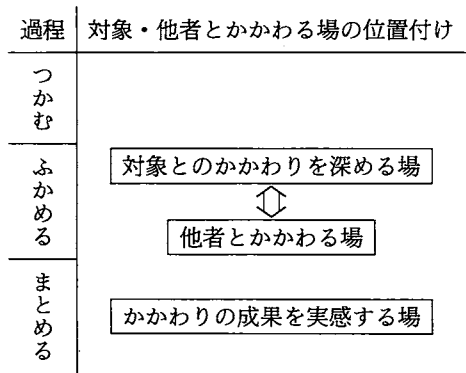 過程 対象・他者とかかわる場の位置付け
つかむ
ふかめる
対象とのかかわりを深める場
他者とかかわる場
まとめる
かかわりの成果を実感する場